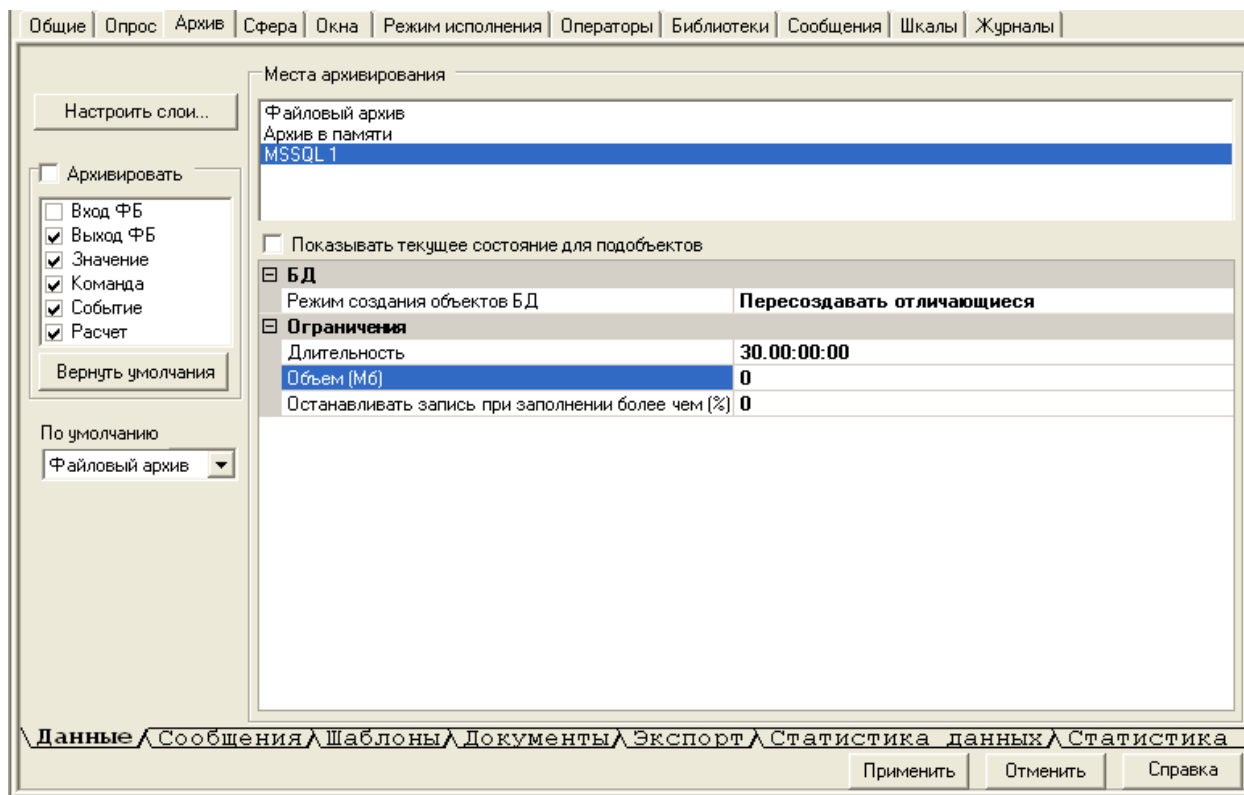 Общие Опрос Архив Сфера Окна Режим исполнения Операторы Библиотеки Сообщения Шкалы Журналы
Места архивирования
Настроить слои...
Файловый архив
Архив в памяти
MSSQL 1
Архивировать
Вход ФБ
Выход ФБ
Значение
Команда
Событие
Расчет
Вернуть умолчания
По умолчанию
Файловый архив
Показывать текущее состояние для подобъектов
БД
Режим создания объектов БД Пересоздавать отличающиеся
Ограничения
Длительность 30.00:00:00
Объем (Мб) 0
Останавливать запись при заполнении более чем (%) 0
Данные Сообщения Шаблоны Документы Экспорт Статистика данных Статистика
Применить Отменить Справка